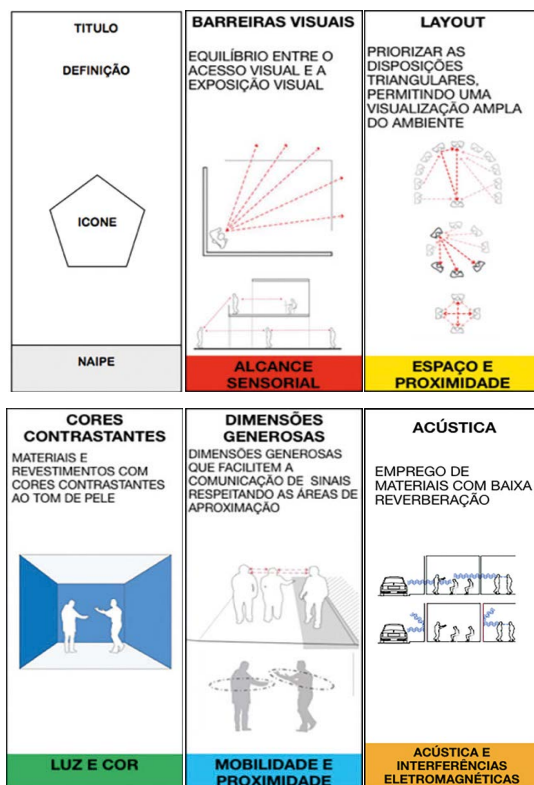 TITULO
DEFINIÇÃO
ICONE
NAIPE
BARREIRAS VISUAIS
EQUILÍBRIO ENTRE O
ACESSO VISUAL E A
EXPOSIÇÃO VISUAL
ALCANCE
SENSORIAL
LAYOUT
PRIORIZAR AS
DISPOSIÇÕES
TRIANGULARES,
PERMITINDO UMA
VISUALIZAÇÃO AMPLA
DO AMBIENTE
ESPAÇO E
PROXIMIDADE
CORES
CONTRASTANTES
MATERIAIS E
REVESTIMENTOS COM
CORES CONTRASTANTES
AO TOM DE PELE
LUZ E COR
DIMENSÕES
GENEROSAS
DIMENSÕES GENEROSAS
QUE FACILITEM A
COMUNICAÇÃO DE SINAIS
RESPEITANDO AS ÁREAS DE
APROXIMAÇÃO
MOBILIDADE E
PROXIMIDADE
ACÚSTICA
EMPREGO DE
MATERIAIS COM BAIXA
REVERBERAÇÃO
ACÚSTICA E
INTERFERÊNCIAS
ELETROMAGNÉTICAS